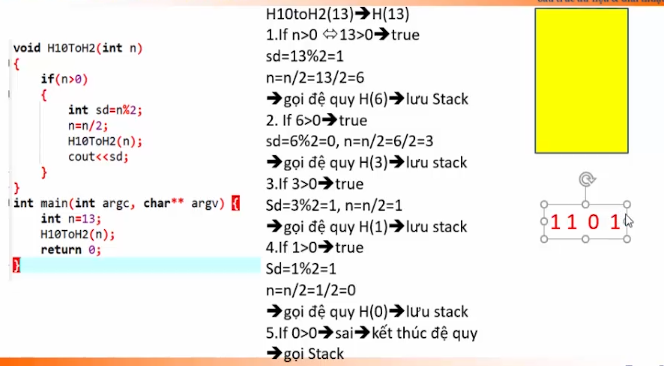 void H10ToH2(int n)
{
if(n>0)
{
int sd=n%2;
n=n/2;
H10ToH2(n);
cout<<sd;
}
}
int main(int argc, char** argv) {
int n=13;
H10ToH2(n);
return 0;
}
H10toH2(13)➔H(13)
1.If n>0 ⇔13>0➔true
sd=13%2=1
n=n/2=13/2=6
➔gọi đệ quy H(6)➔lưu Stack
2. If 6>0➔true
sd=6%2=0, n=n/2=6/2=3
➔gọi đệ quy H(3)➔lưu stack
3.If 3>0➔true
Sd=3%2=1, n=n/2=1
➔gọi đệ quy H(1)➔lưu stack
4.If 1>0➔true
Sd=1%2=1
n=n/2=1/2=0
➔gọi đệ quy H(0)➔lưu stack
5.If 0>0➔sai➔kết thúc đệ quy
➔gọi Stack
1 1 0 1